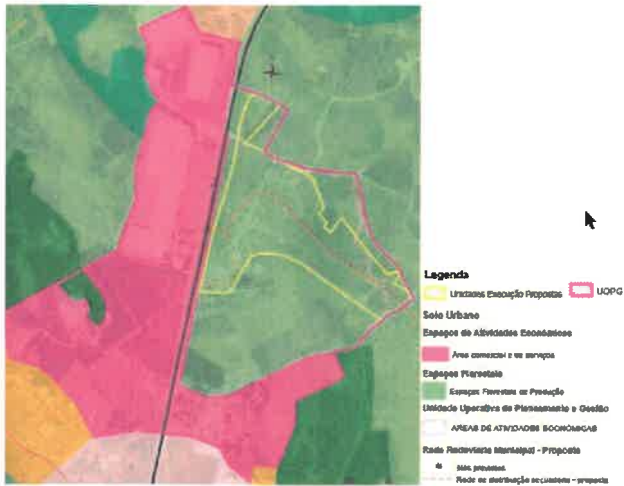 Legenda
Unidades Execução Propostas UOPG
Solo Urbano
Espaços de Atividades Económicas
Área comercial e de serviços
Espaços Florestais
Espaços Florestais de Produção
Unidade Operativa de Planeamento e Gestão
AREAS DE ATIVIDADES ECONÓMICAS
Rede Rodoviária Municipal - Proposta
Nós propostos
Rede de distribuição secundária - proposta